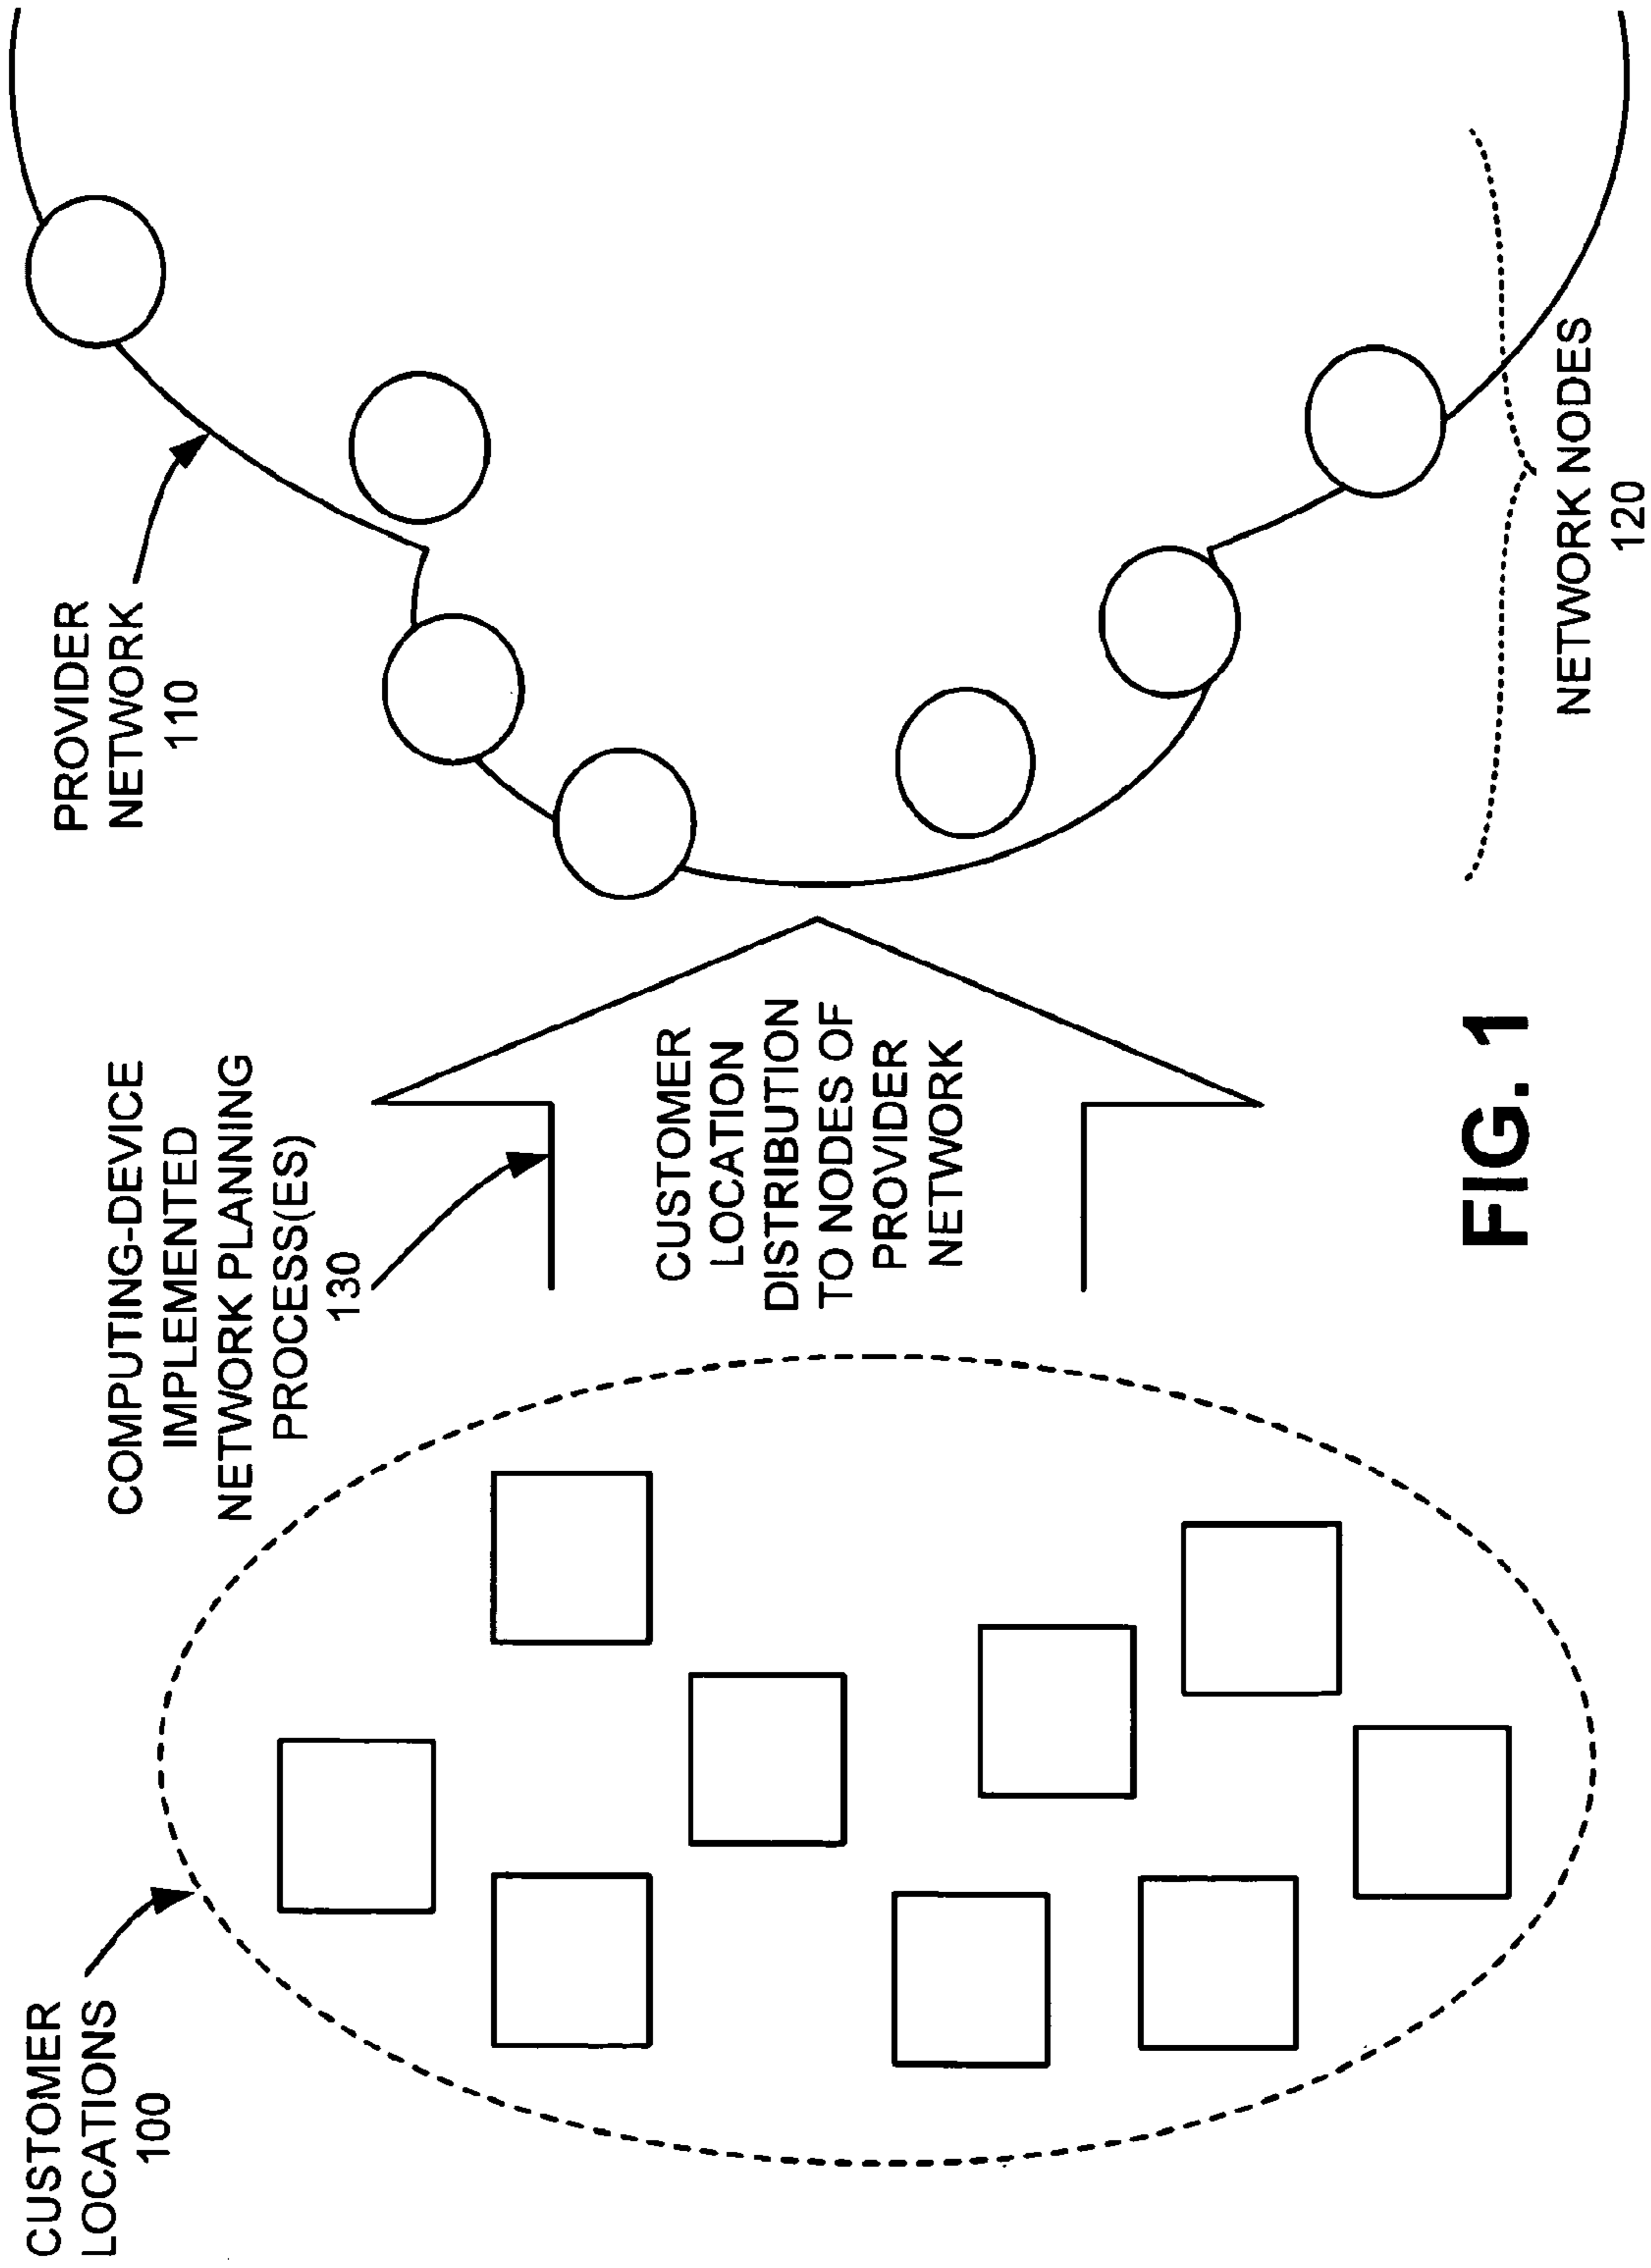 CUSTOMER
LOCATIONS
100
COMPUTING-DEVICE
IMPLEMENTED
NETWORK PLANNING
PROCESS(ES)
130
PROVIDER
NETWORK
110
CUSTOMER
LOCATION
DISTRIBUTION
TO NODES OF
PROVIDER
NETWORK
NETWORK NODES
120
FIG. 1